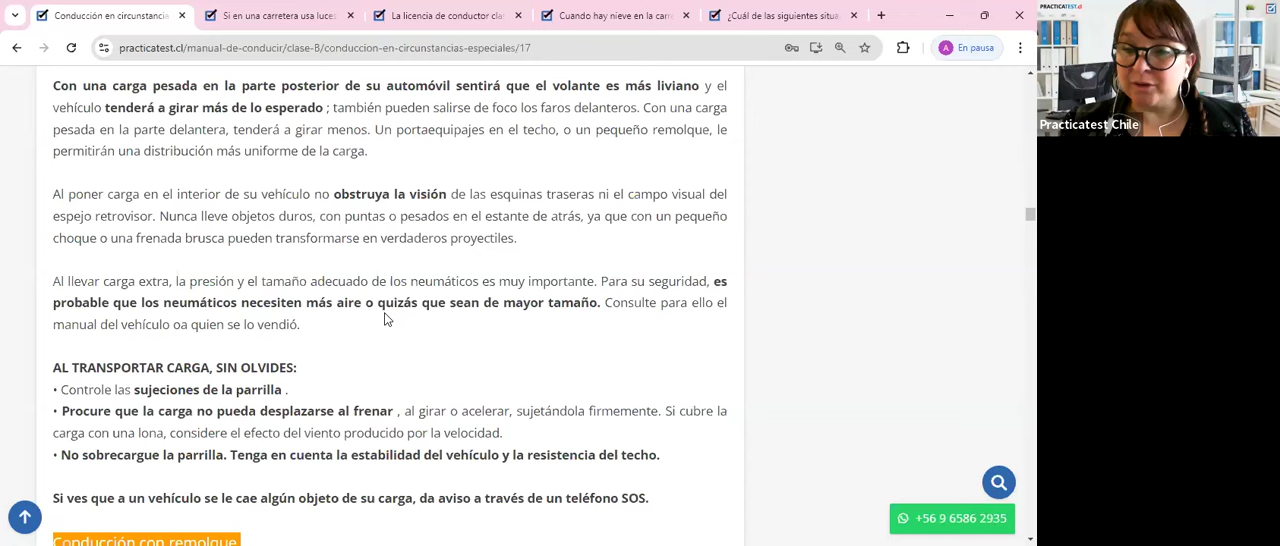 Conducción en circunstancia
Si en una carretera usa luces
La licencia de conductor cla
Cuando hay nieve en la carre
¿Cuál de las siguientes situa
practicatest.cl/manual-de-conducir/clase-B/conduccion-en-circunstancias-especiales/17
A En pausa
PRACTICATEST.cl
Practicatest Chile
Con una carga pesada en la parte posterior de su automóvil sentirá que el volante es más liviano y el
vehículo tenderá a girar más de lo esperado ; también pueden salirse de foco los faros delanteros. Con una carga
pesada en la parte delantera, tenderá a girar menos. Un portaequipajes en el techo, o un pequeño remolque, le
permitirán una distribución más uniforme de la carga.
Al poner carga en el interior de su vehículo no obstruya la visión de las esquinas traseras ni el campo visual del
espejo retrovisor. Nunca lleve objetos duros, con puntas o pesados en el estante de atrás, ya que con un pequeño
choque o una frenada brusca pueden transformarse en verdaderos proyectiles.
Al llevar carga extra, la presión y el tamaño adecuado de los neumáticos es muy importante. Para su seguridad, es
probable que los neumáticos necesiten más aire o quizás que sean de mayor tamaño. Consulte para ello el
manual del vehículo oa quien se lo vendió.
AL TRANSPORTAR CARGA, SIN OLVIDES:
• Controle las sujeciones de la parrilla .
• Procure que la carga no pueda desplazarse al frenar , al girar o acelerar, sujetándola firmemente. Si cubre la
carga con una lona, considere el efecto del viento producido por la velocidad.
• No sobrecargue la parrilla. Tenga en cuenta la estabilidad del vehículo y la resistencia del techo.
Si ves que a un vehículo se le cae algún objeto de su carga, da aviso a través de un teléfono SOS.
+56 9 6586 2935
Conducción con remolque